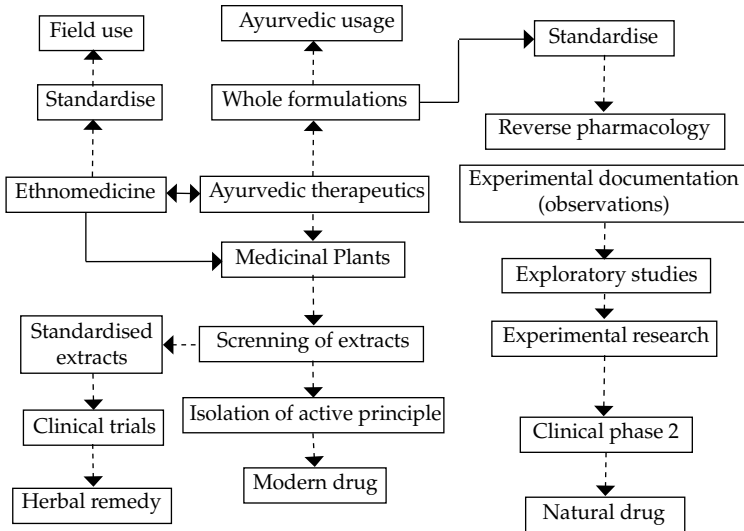 Field use
Ayurvedic usage
Standardise
Standardise
Whole formulations
Reverse pharmacology
Ethnomedicine
Ayurvedic therapeutics
Experimental documentation
(observations)
Medicinal Plants
Exploratory studies
Standardised
extracts
Screnning of extracts
Experimental research
Isolation of active principle
Clinical trials
Clinical phase 2
Modern drug
Herbal remedy
Natural drug